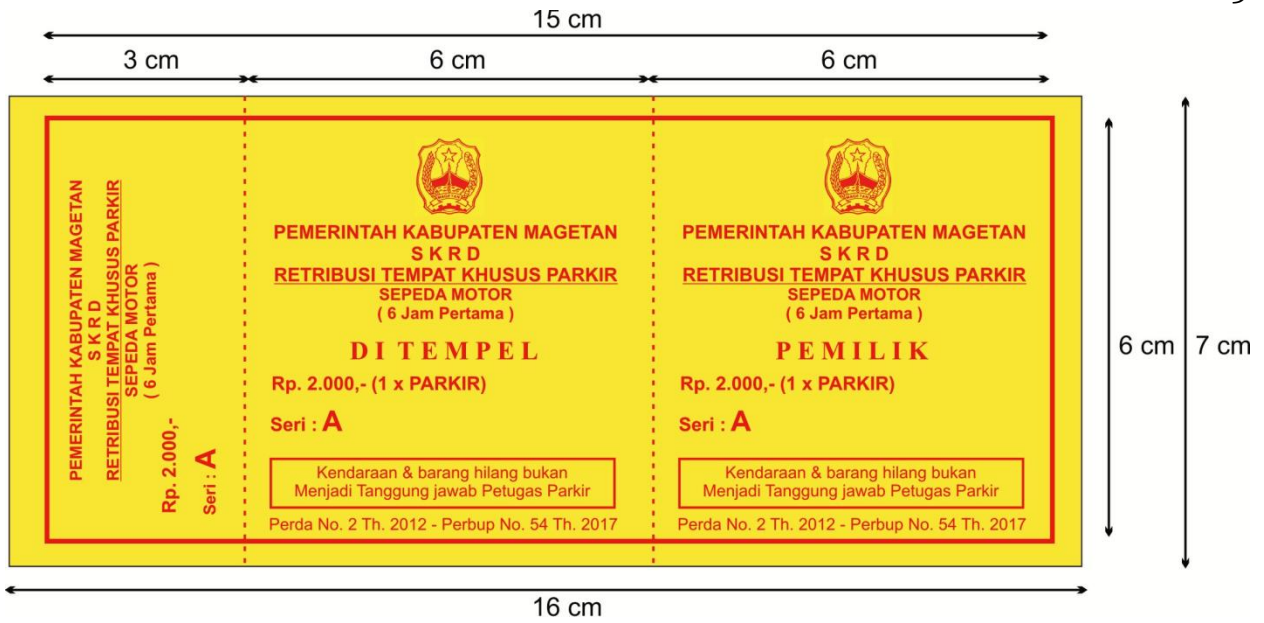 15 cm
3 cm
6 cm
6 cm
PEMERINTAH KABUPATEN MAGETAN
S K R D
RETRIBUSI TEMPAT KHUSUS PARKIR
SEPEDA MOTOR
( 6 Jam Pertama )
Rp. 2.000,-
Seri : A
PEMERINTAH KABUPATEN MAGETAN
S K R D
RETRIBUSI TEMPAT KHUSUS PARKIR
SEPEDA MOTOR
( 6 Jam Pertama )
D I T E M P E L
Rp. 2.000,- (1 x PARKIR)
Seri : A
Kendaraan & barang hilang bukan
Menjadi Tanggung jawab Petugas Parkir
Perda No. 2 Th. 2012 - Perbup No. 54 Th. 2017
PEMERINTAH KABUPATEN MAGETAN
S K R D
RETRIBUSI TEMPAT KHUSUS PARKIR
SEPEDA MOTOR
( 6 Jam Pertama )
P E M I L I K
Rp. 2.000,- (1 x PARKIR)
Seri : A
Kendaraan & barang hilang bukan
Menjadi Tanggung jawab Petugas Parkir
Perda No. 2 Th. 2012 - Perbup No. 54 Th. 2017
6 cm
7 cm
16 cm